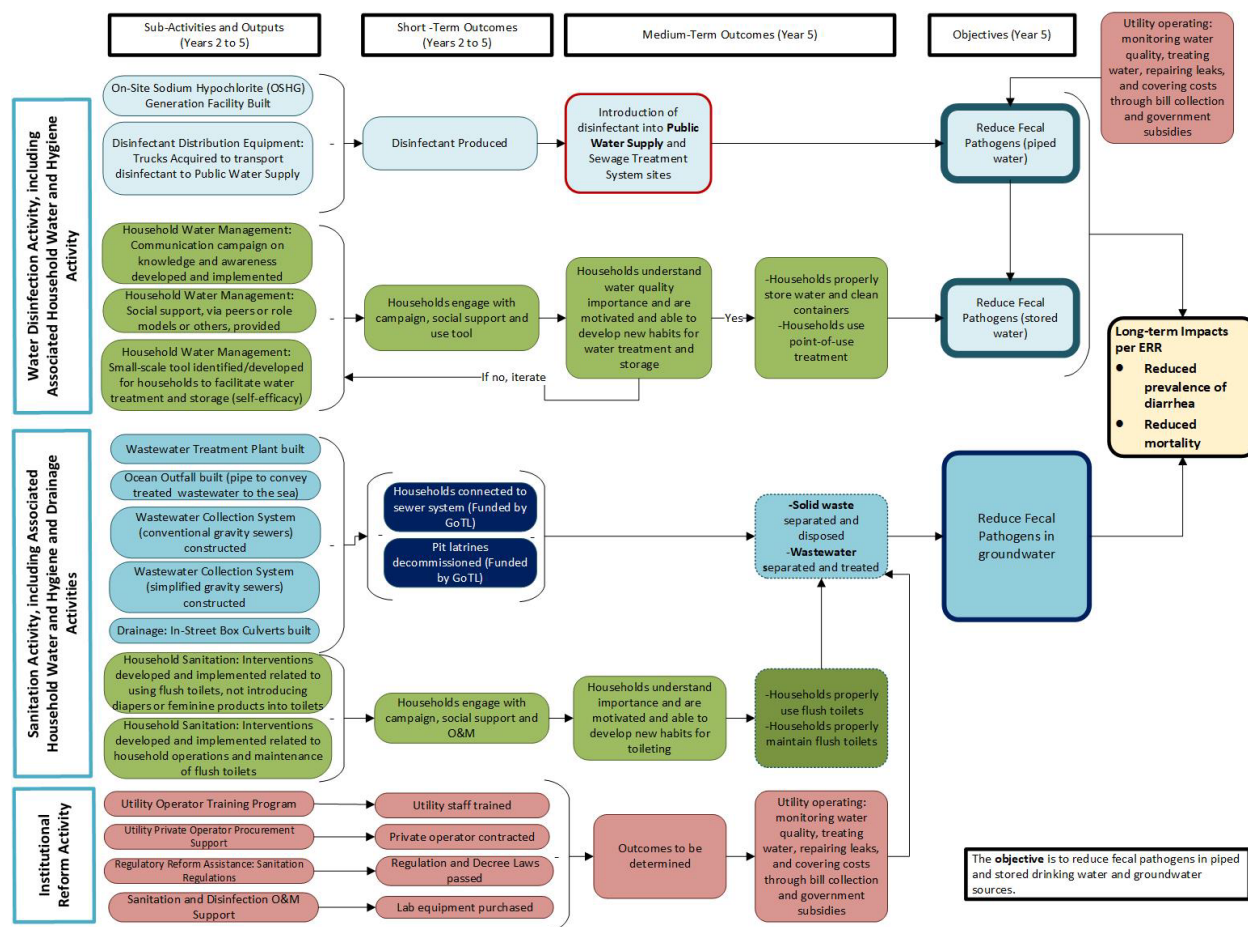 Sub-Activities and Outputs
(Years 2 to 5)
Short -Term Outcomes
(Years 2 to 5)
Medium-Term Outcomes (Year 5)
Objectives (Year 5)
Utility operating:
monitoring water
quality, treating
water, repairing leaks,
and covering costs
through bill collection
and government
subsidies
Water Disinfection Activity, including
Associated Household Water and Hygiene
Activity
On-Site Sodium Hypochlorite (OSHG)
Generation Facility Built
Disinfectant Distribution Equipment:
Trucks Acquired to transport
disinfectant to Public Water Supply
Disinfectant Produced
Introduction of
disinfectant into Public
Water Supply and
Sewage Treatment
System sites
Reduce Fecal
Pathogens (piped
water)
Household Water Management:
Communication campaign on
knowledge and awareness
developed and implemented
Household Water Management:
Social support, via peers or role
models or others, provided
Household Water Management:
Small-scale tool identified/developed
for households to facilitate water
treatment and storage (self-efficacy)
Households engage with
campaign, social support and
use tool
Households understand
water quality
importance and are
motivated and able to
develop new habits for
water treatment and
storage
Yes
If no, iterate
-Households properly
store water and clean
containers
-Households use
point-of-use
treatment
Reduce Fecal
Pathogens (stored
water)
Long-term Impacts
per ERR
● Reduced
prevalence of
diarrhea
● Reduced
mortality
Sanitation Activity, including Associated
Household Water and Hygiene and Drainage
Activities
Wastewater Treatment Plant built
Ocean Outfall built (pipe to convey
treated wastewater to the sea)
Wastewater Collection System
(conventional gravity sewers)
constructed
Wastewater Collection System
(simplified gravity sewers)
constructed
Drainage: In-Street Box Culverts built
Households connected to
sewer system (Funded by
GoTL)
Pit latrines
decommissioned (Funded
by GoTL)
-Solid waste
separated and
disposed
-Wastewater
separated and treated
Reduce Fecal
Pathogens in
groundwater
Household Sanitation: Interventions
developed and implemented related to
using flush toilets, not introducing
diapers or feminine products into toilets
Household Sanitation: Interventions
developed and implemented related to
household operations and maintenance
of flush toilets
Households engage with
campaign, social support and
O&M
Households understand
importance and are
motivated and able to
develop new habits for
toileting
-Households properly
use flush toilets
-Households properly
maintain flush toilets
Institutional
Reform Activity
Utility Operator Training Program
Utility Private Operator Procurement
Support
Regulatory Reform Assistance: Sanitation
Regulations
Sanitation and Disinfection O&M
Support
Utility staff trained
Private operator contracted
Regulation and Decree Laws
passed
Lab equipment purchased
Outcomes to be
determined
Utility operating:
monitoring water
quality, treating
water, repairing leaks,
and covering costs
through bill collection
and government
subsidies
The objective is to reduce fecal pathogens in piped
and stored drinking water and groundwater
sources.